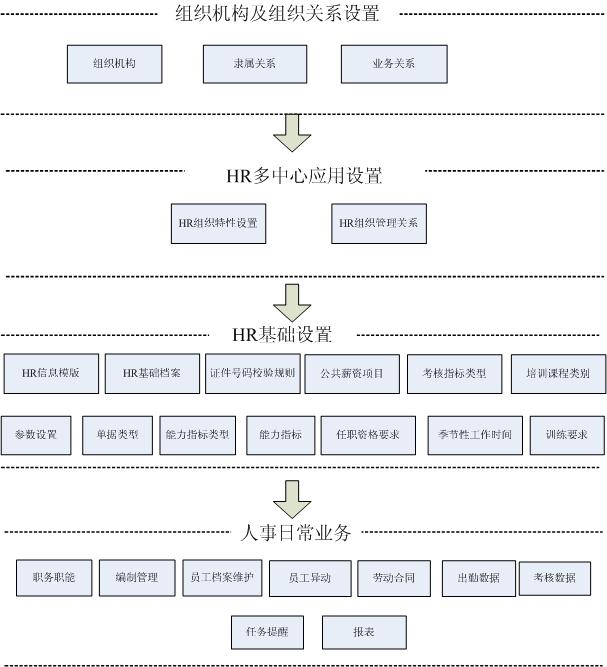 组织机构及组织关系设置
组织机构
隶属关系
业务关系
HR多中心应用设置
HR组织特性设置
HR组织管理关系
HR基础设置
HR信息模版
HR基础档案
证件号码校验规则
公共薪资项目
考核指标类型
培训课程类别
参数设置
单据类型
能力指标类型
能力指标
任职资格要求
季节性工作时间
训练要求
人事日常业务
职务职能
编制管理
员工档案维护
员工异动
劳动合同
出勤数据
考核数据
任务提醒
报表